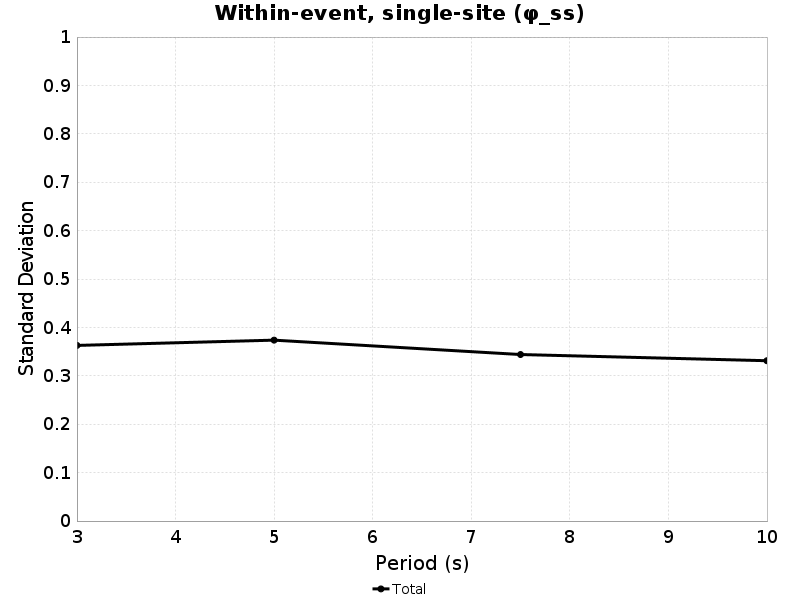 Within-event, single-site (φ_ss)
1
0.9
0.8
0.7
0.6
0.5
0.4
0.3
0.2
0.1
0
Standard Deviation
3 4 5 6 7 8 9 10
Period (s)
Total